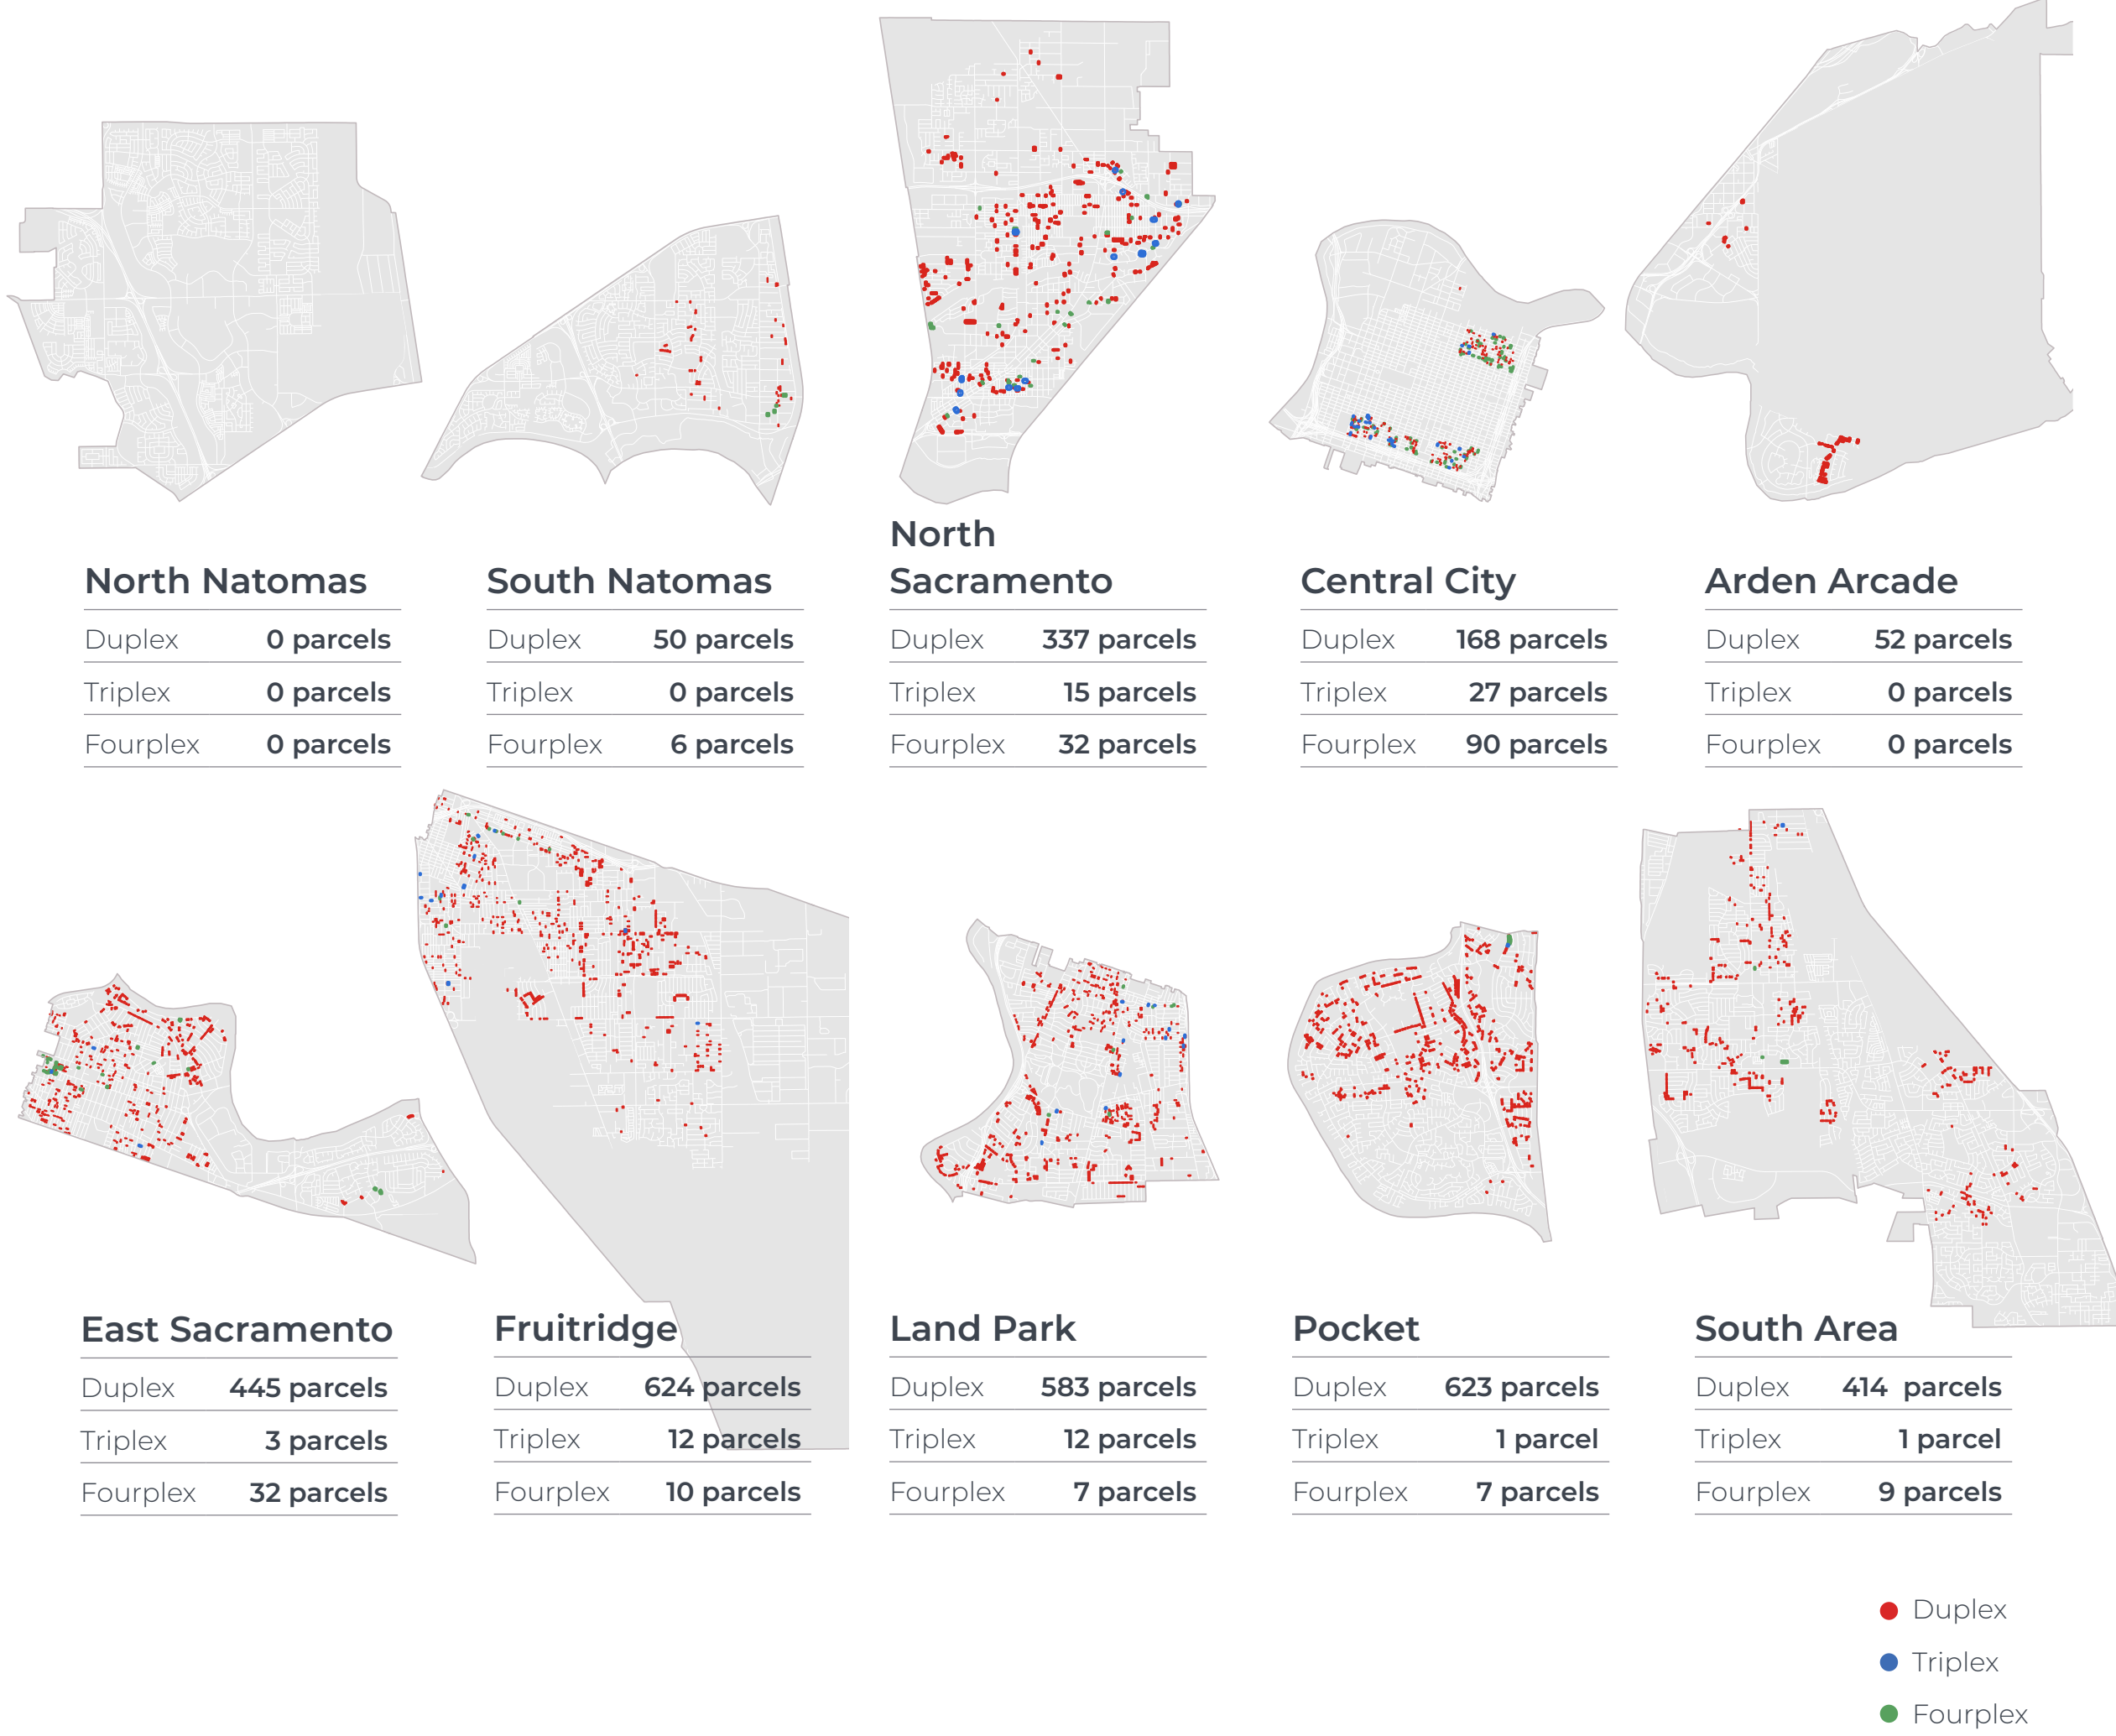 North Natomas
Duplex 0 parcels
Triplex 0 parcels
Fourplex 0 parcels
South Natomas
Duplex 50 parcels
Triplex 0 parcels
Fourplex 6 parcels
North
Sacramento
Duplex 337 parcels
Triplex 15 parcels
Fourplex 32 parcels
Central City
Duplex 168 parcels
Triplex 27 parcels
Fourplex 90 parcels
Arden Arcade
Duplex 52 parcels
Triplex 0 parcels
Fourplex 0 parcels
East Sacramento
Duplex 445 parcels
Triplex 3 parcels
Fourplex 32 parcels
Fruitridge
Duplex 624 parcels
Triplex 12 parcels
Fourplex 10 parcels
Land Park
Duplex 583 parcels
Triplex 12 parcels
Fourplex 7 parcels
Pocket
Duplex 623 parcels
Triplex 1 parcel
Fourplex 7 parcels
South Area
Duplex 414 parcels
Triplex 1 parcel
Fourplex 9 parcels
Duplex
Triplex
Fourplex